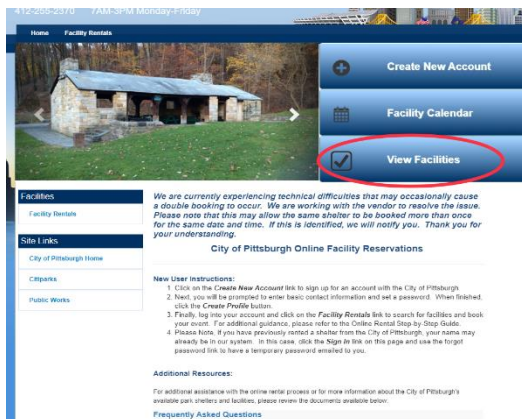 412-255-2370 7AM-3PM Monday-Friday
Home Facility Rentals
Create New Account
Facility Calendar
View Facilities
Facilities
Facility Rentals
Site Links
City of Pittsburgh Home
Citiparks
Public Works
We are currently experiencing technical difficulties that may occasionally cause
a double booking to occur. We are working with the vendor to resolve the issue.
Please note that this may allow the same shelter to be booked more than once
for the same date and time. If this is identified, we will notify you. Thank you for
your understanding.
City of Pittsburgh Online Facility Reservations
New User Instructions:
1. Click on the Create New Account link to sign up for an account with the City of Pittsburgh
2. Next, you will be prompted to enter basic contact information and set a password. When finished,
click the Create Profile button.
3. Finally, log into your account and click on the Facility Rentals link to search for facilities and book
your event. For additional guidance, please refer to the Online Rental Step-by-Step Guide.
4. Please Note, If you have previously rented a shelter from the City of Pittsburgh, your name may
already be in our system. In this case, click the Sign In link on this page and use the forgot
password link to have a temporary password emailed to you.
Additional Resources:
For additional assistance with the online rental process or for more information about the City of Pittsburgh's
available park shelters and facilities, please review the documents available below.
Frequently Asked Questions